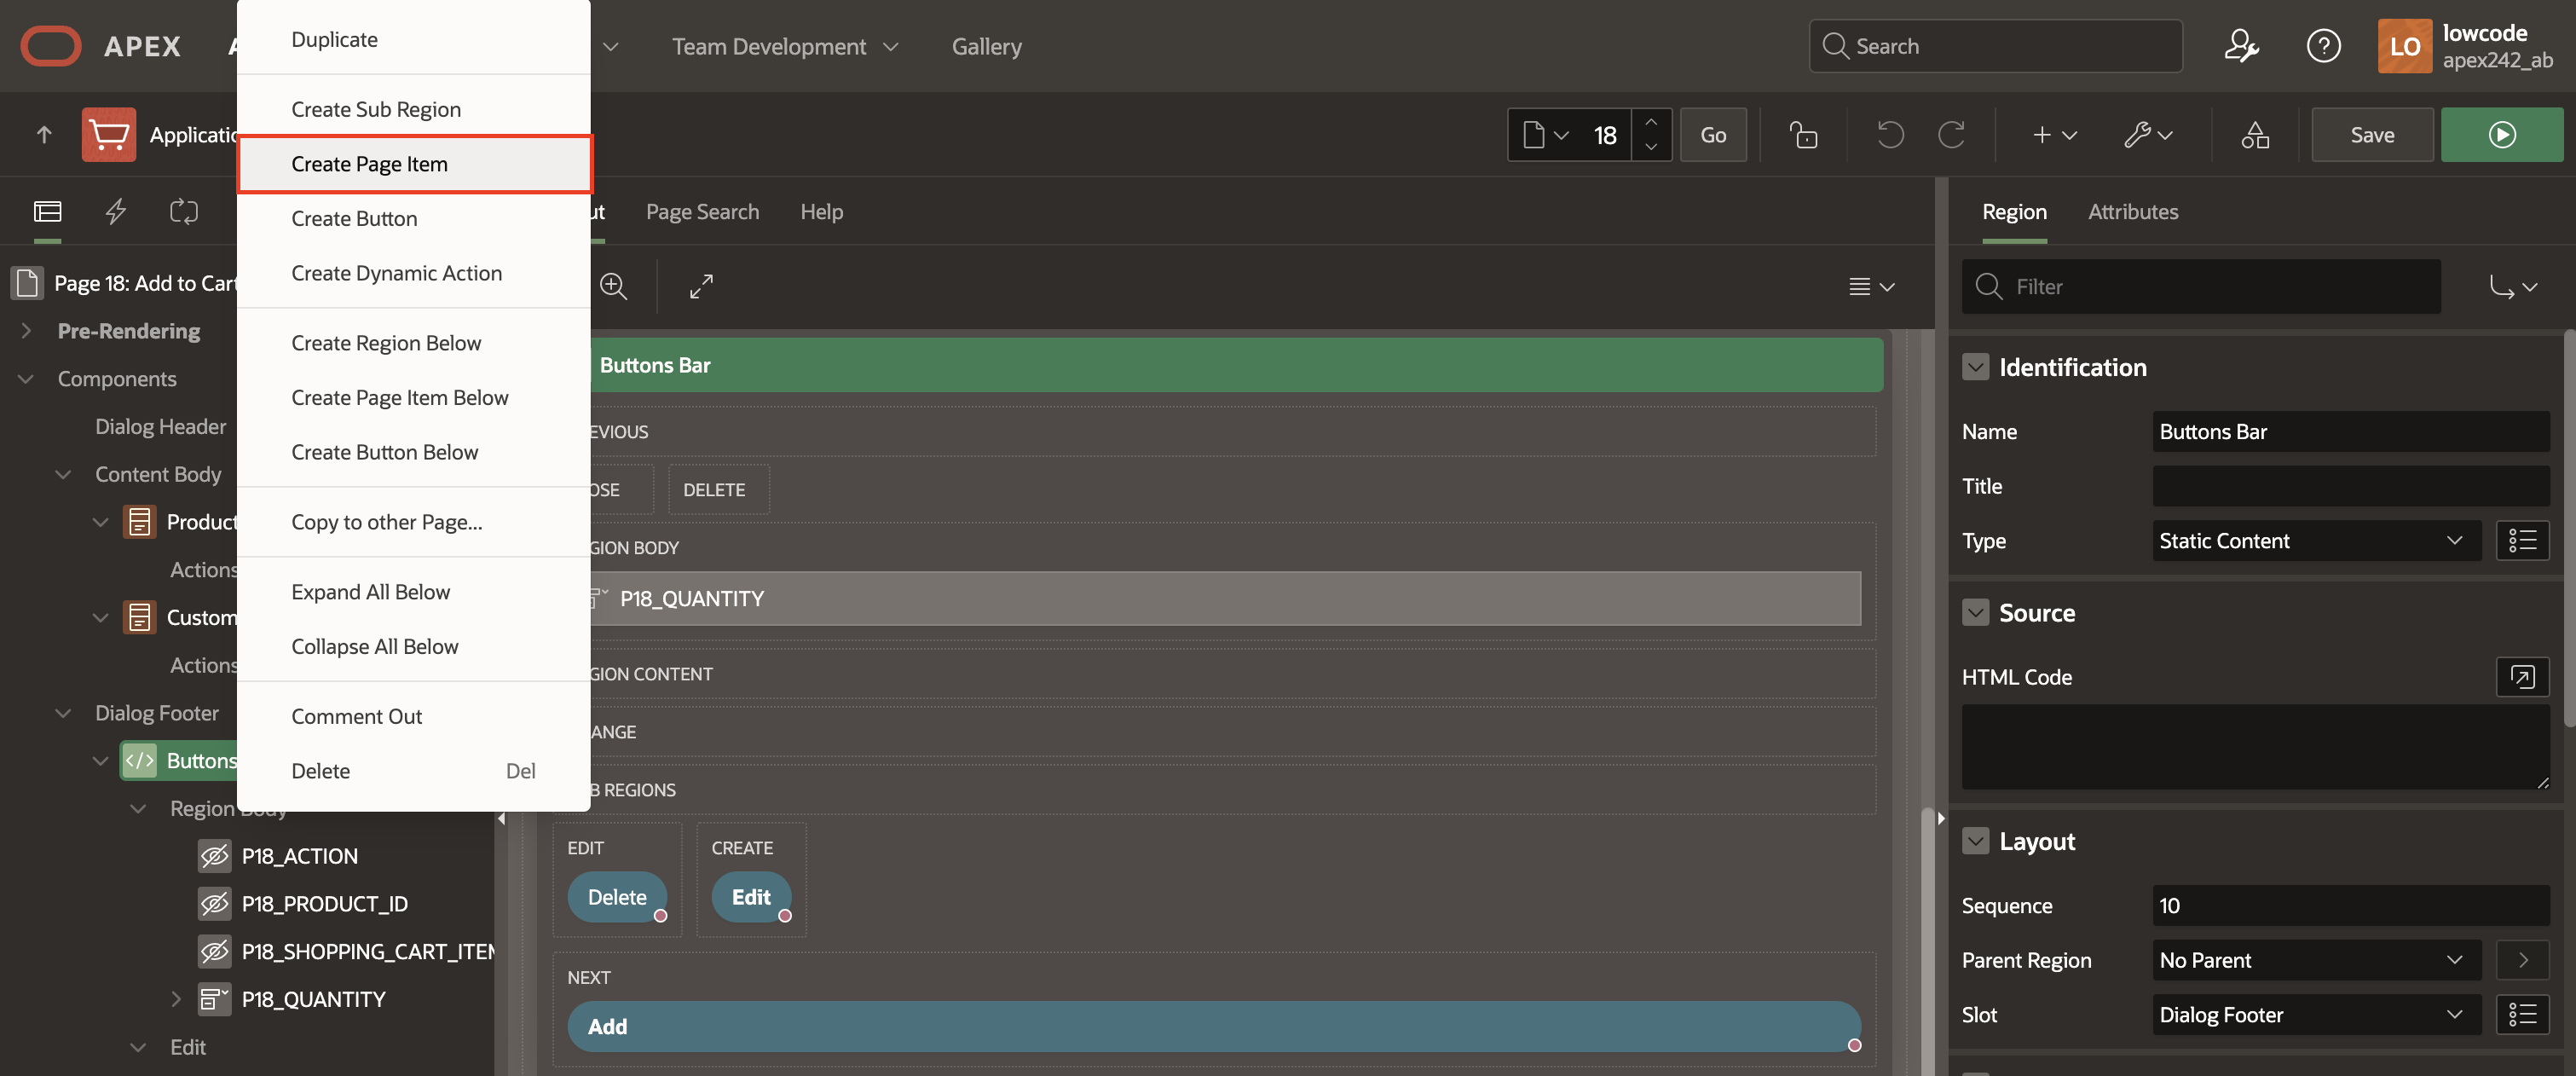 APEX
Team Development
Gallery
Search
LO
lowcode
apex242_ab
18
Go
Save
Duplicate
Create Sub Region
Create Page Item
Create Button
Create Dynamic Action
Create Region Below
Create Page Item Below
Create Button Below
Copy to other Page...
Expand All Below
Collapse All Below
Comment Out
Delete Del
Page Search
Help
Page 18: Add to Cart
Pre-Rendering
Components
Dialog Header
Content Body
Product
Actions
Custom
Actions
Dialog Footer
Buttons
Region Body
P18_ACTION
P18_PRODUCT_ID
P18_SHOPPING_CART_ITEM
P18_QUANTITY
Edit
Buttons Bar
EVIOUS
OSE
DELETE
GION BODY
P18_QUANTITY
GION CONTENT
ANGE
B REGIONS
EDIT
CREATE
Delete
Edit
NEXT
Add
Region
Attributes
Filter
Identification
Name Buttons Bar
Title
Type Static Content
Source
HTML Code
Layout
Sequence 10
Parent Region No Parent
Slot Dialog Footer